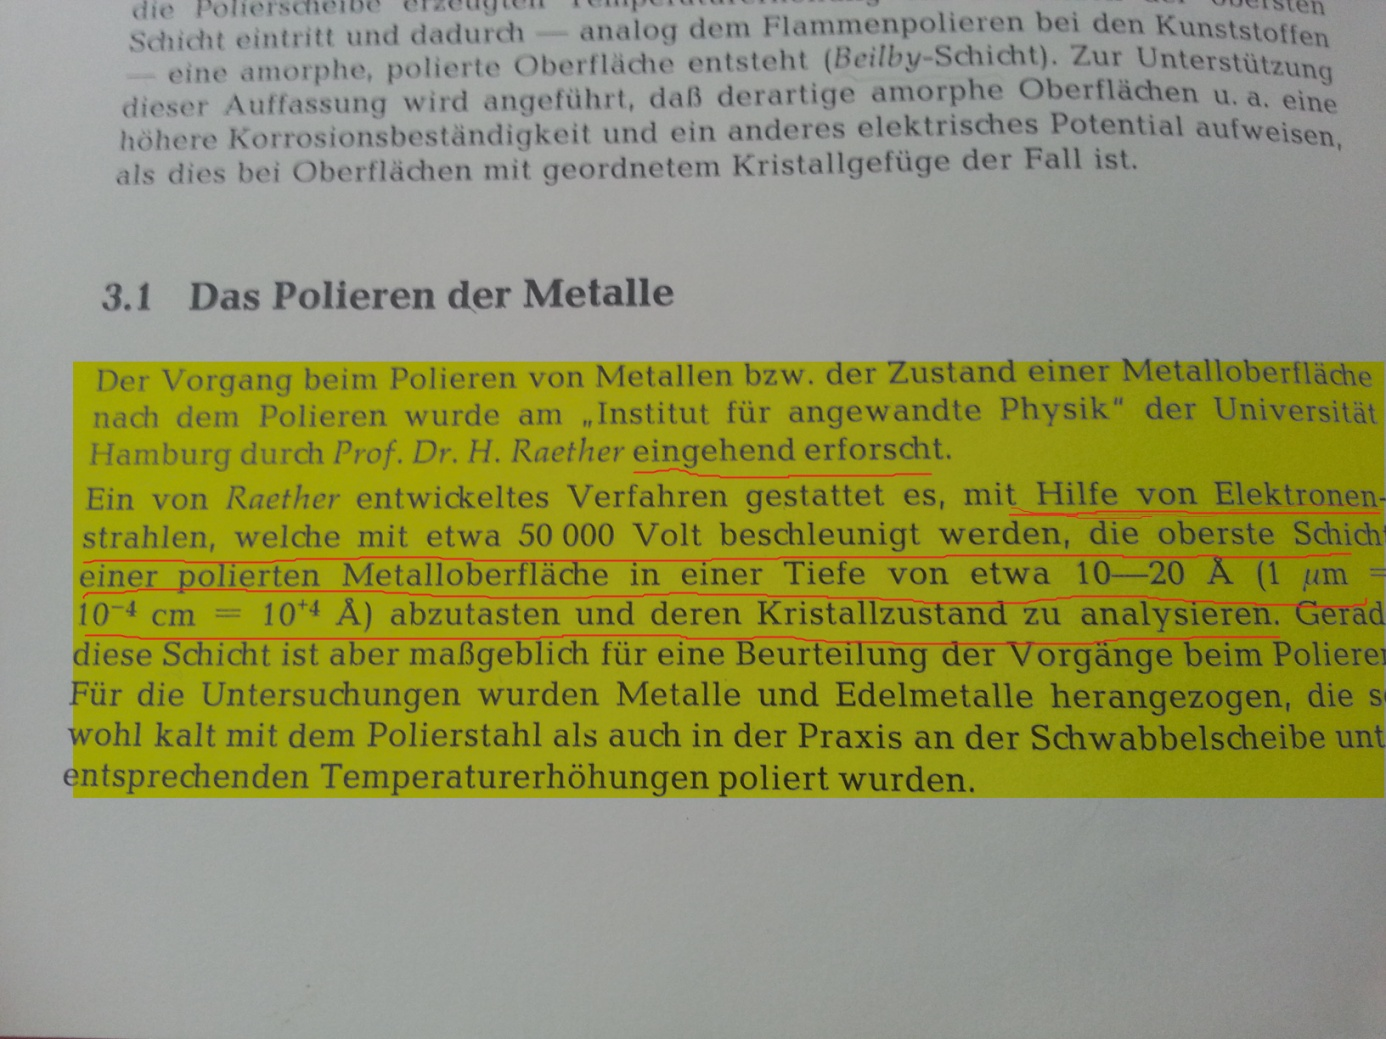 die Polierscheibe erzeugten
Schicht eintritt und dadurch — analog dem Flammenpolieren bei den Kunststoffen
— eine amorphe, polierte Oberfläche entsteht (Beilby-Schicht). Zur Unterstützung
dieser Auffassung wird angeführt, daß derartige amorphe Oberflächen u. a. eine
höhere Korrosionsbeständigkeit und ein anderes elektrisches Potential aufweisen,
als dies bei Oberflächen mit geordnetem Kristallgefüge der Fall ist.
3.1 Das Polieren der Metalle
Der Vorgang beim Polieren von Metallen bzw. der Zustand einer Metalloberfläche
nach dem Polieren wurde am „Institut für angewandte Physik" der Universität
Hamburg durch Prof. Dr. H. Raether eingehend erforscht.
Ein von Raether entwickeltes Verfahren gestattet es, mit Hilfe von Elektronen-
strahlen, welche mit etwa 50 000 Volt beschleunigt werden, die oberste Schicht
einer polierten Metalloberfläche in einer Tiefe von etwa 10—20 Å (1 μm =
10⁻⁴ cm = 10⁺⁴ Å) abzutasten und deren Kristallzustand zu analysieren. Gerad
diese Schicht ist aber maßgeblich für eine Beurteilung der Vorgänge beim Poliere
Für die Untersuchungen wurden Metalle und Edelmetalle herangezogen, die s
wohl kalt mit dem Polierstahl als auch in der Praxis an der Schwabbelscheibe unt
entsprechenden Temperaturerhöhungen poliert wurden.